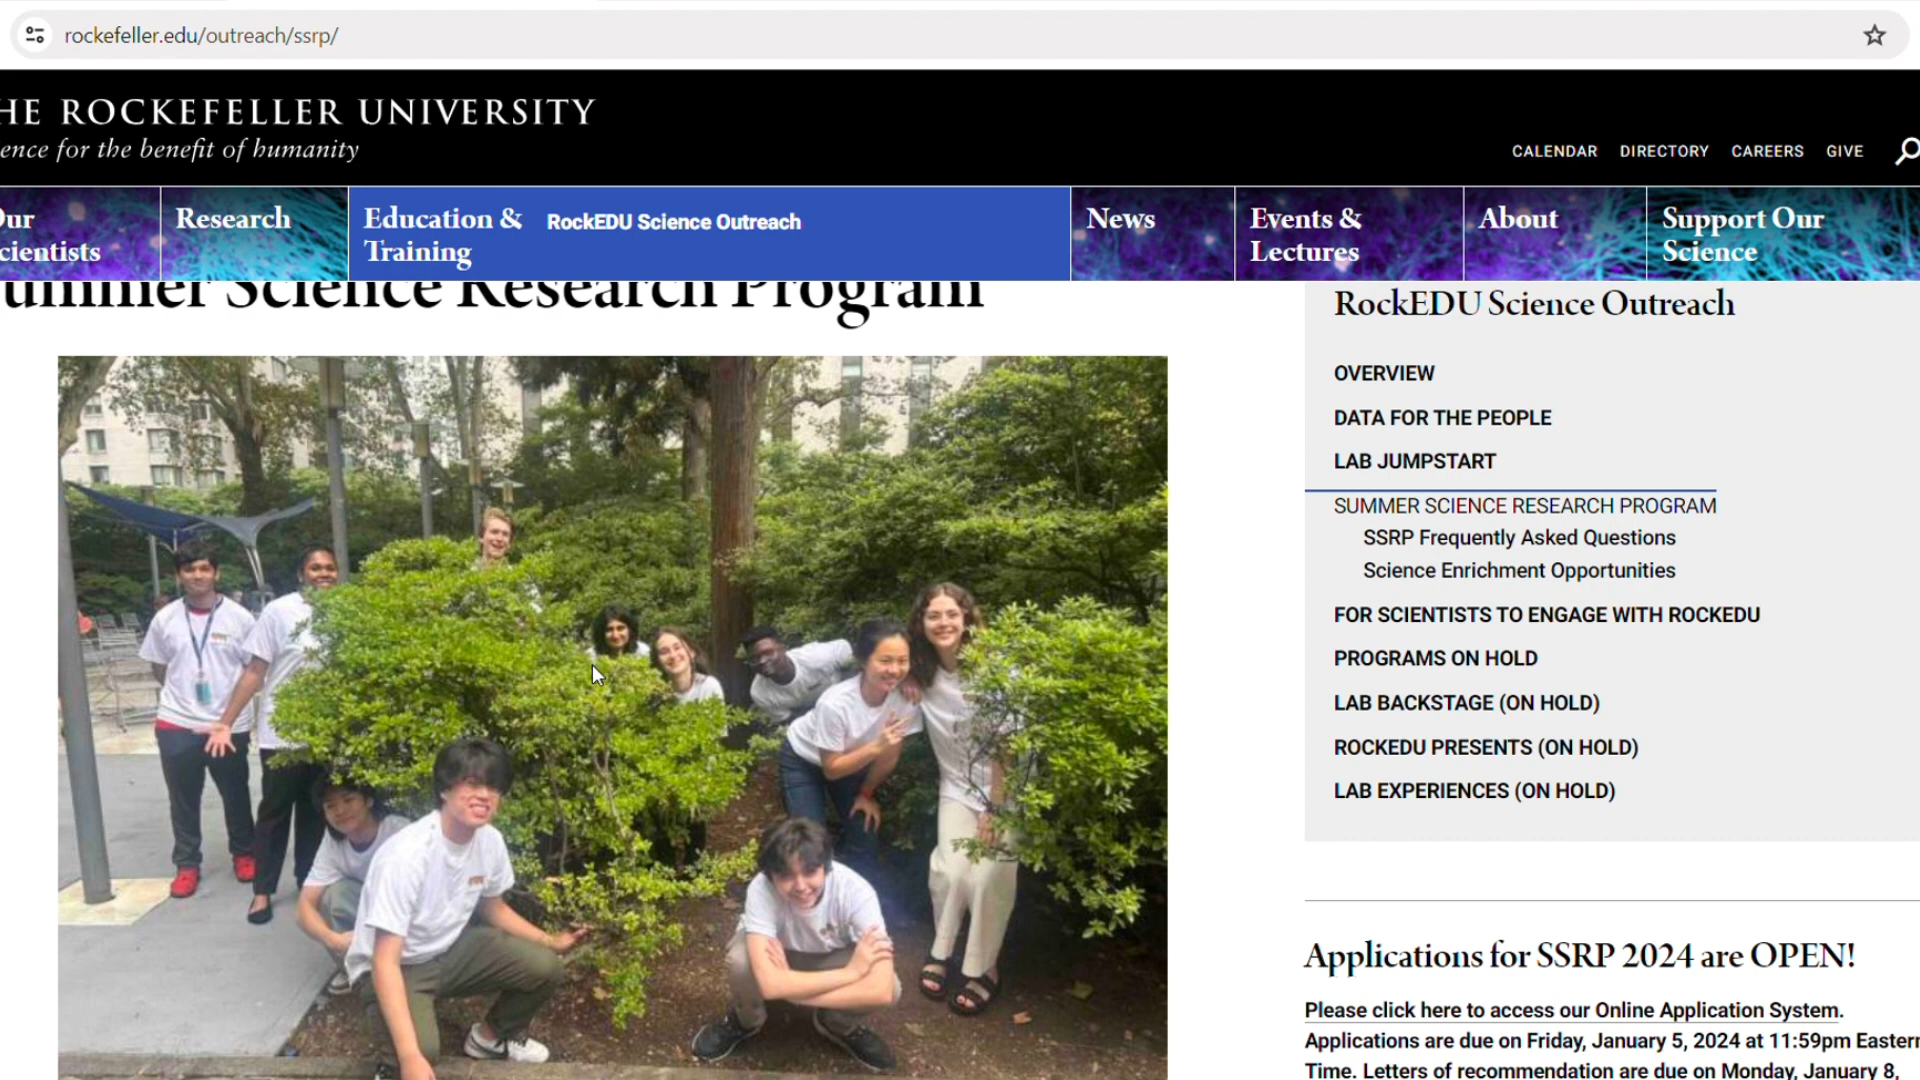 rockefeller.edu/outreach/ssrp/
HE ROCKEFELLER UNIVERSITY
ence for the benefit of humanity
CALENDAR DIRECTORY CAREERS GIVE
Our
cientists
Research
Education &
Training
RockEDU Science Outreach
News
Events &
Lectures
About
Support Our
Science
ummer Science Research Program
RockEDU Science Outreach
OVERVIEW
DATA FOR THE PEOPLE
LAB JUMPSTART
SUMMER SCIENCE RESEARCH PROGRAM
SSRP Frequently Asked Questions
Science Enrichment Opportunities
FOR SCIENTISTS TO ENGAGE WITH ROCKEDU
PROGRAMS ON HOLD
LAB BACKSTAGE (ON HOLD)
ROCKEDU PRESENTS (ON HOLD)
LAB EXPERIENCES (ON HOLD)
Applications for SSRP 2024 are OPEN!
Please click here to access our Online Application System.
Applications are due on Friday, January 5, 2024 at 11:59pm Eastern
Time. Letters of recommendation are due on Monday, January 8,